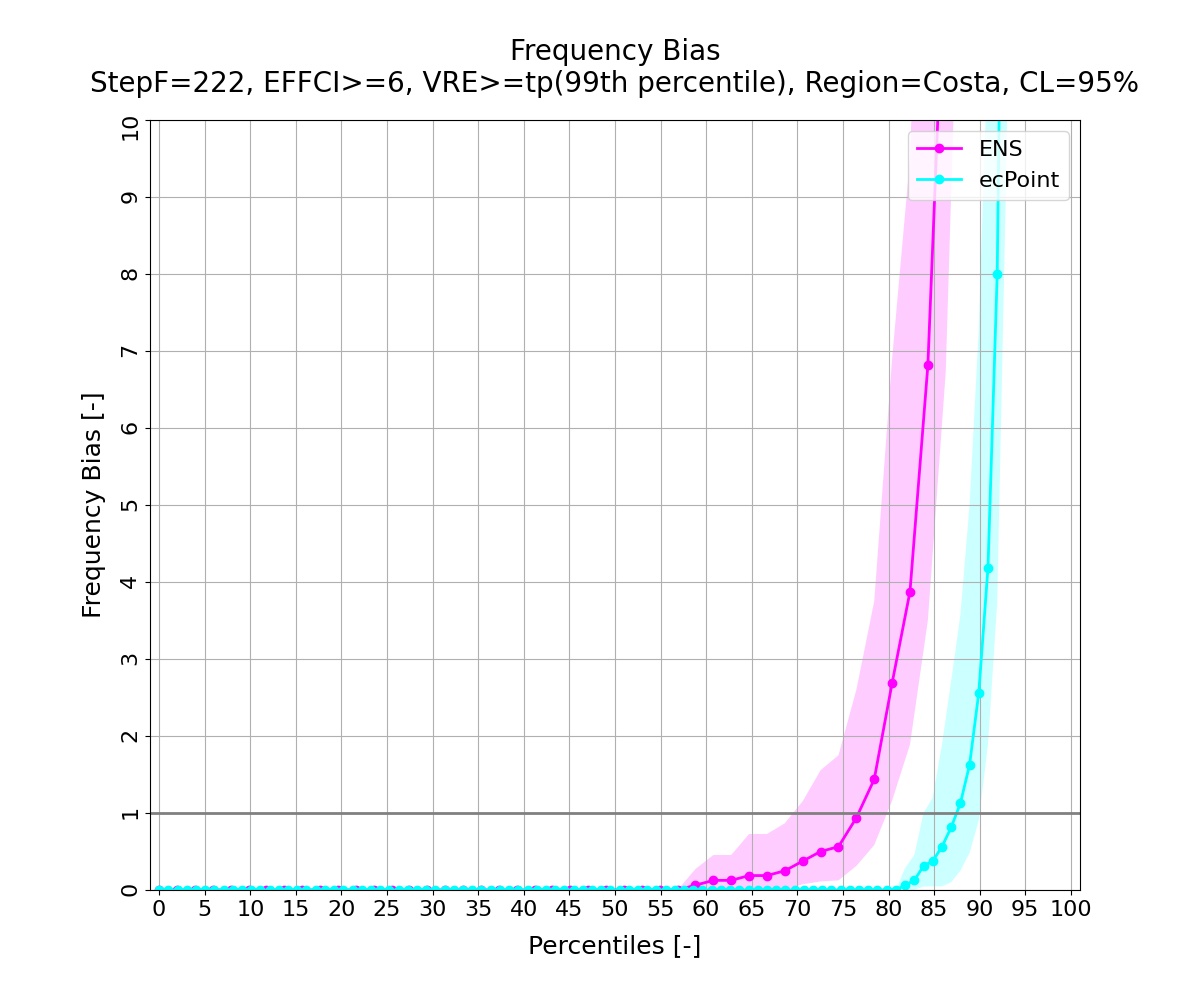 Frequency Bias
StepF=222, EFFCI>=6, VRE>=tp(99th percentile), Region=Costa, CL=95%
10
9
8
7
6
5
4
3
2
1
0
Frequency Bias [-]
ENS
ecPoint
0 5 10 15 20 25 30 35 40 45 50 55 60 65 70 75 80 85 90 95 100
Percentiles [-]